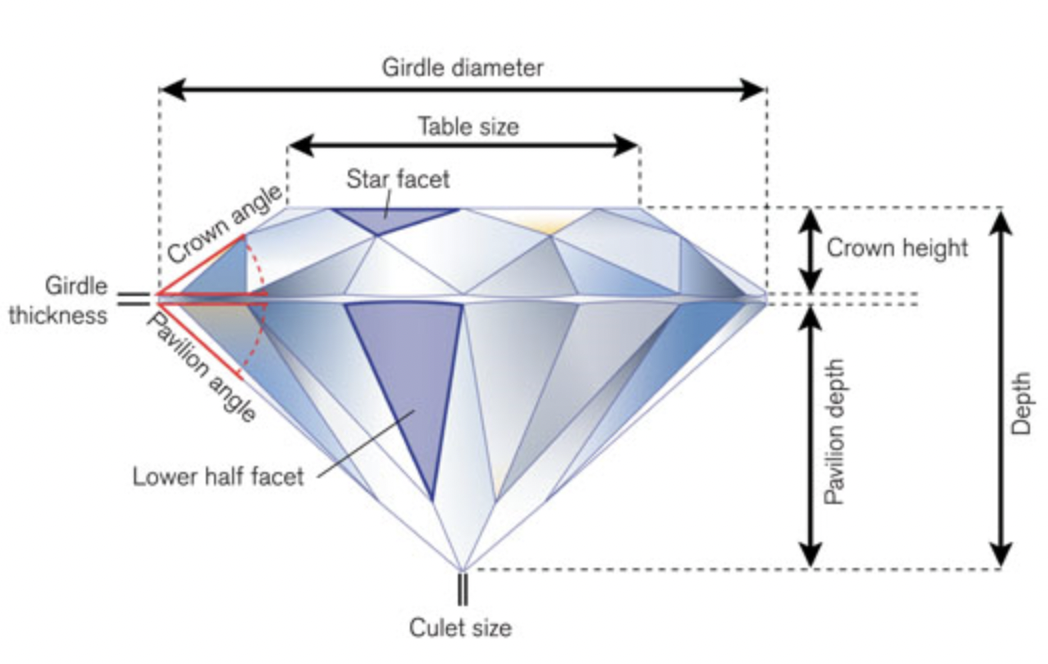 Girdle diameter
Table size
Star facet
Crown angle
Crown height
Girdle
thickness
Pavilion angle
Pavilion depth
Depth
Lower half facet
Culet size